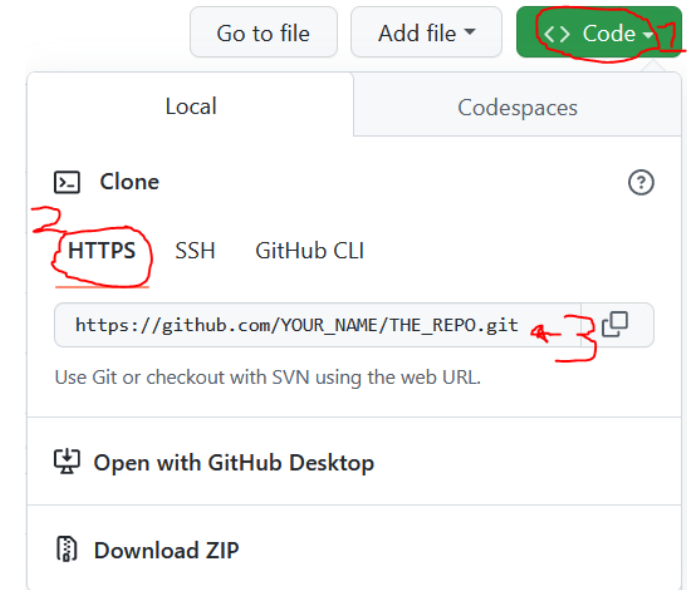 Go to file Add file <> Code 1
Local Codespaces
Clone
2
HTTPS SSH GitHub CLI
https://github.com/YOUR_NAME/THE_REPO.git 3
Use Git or checkout with SVN using the web URL.
Open with GitHub Desktop
Download ZIP